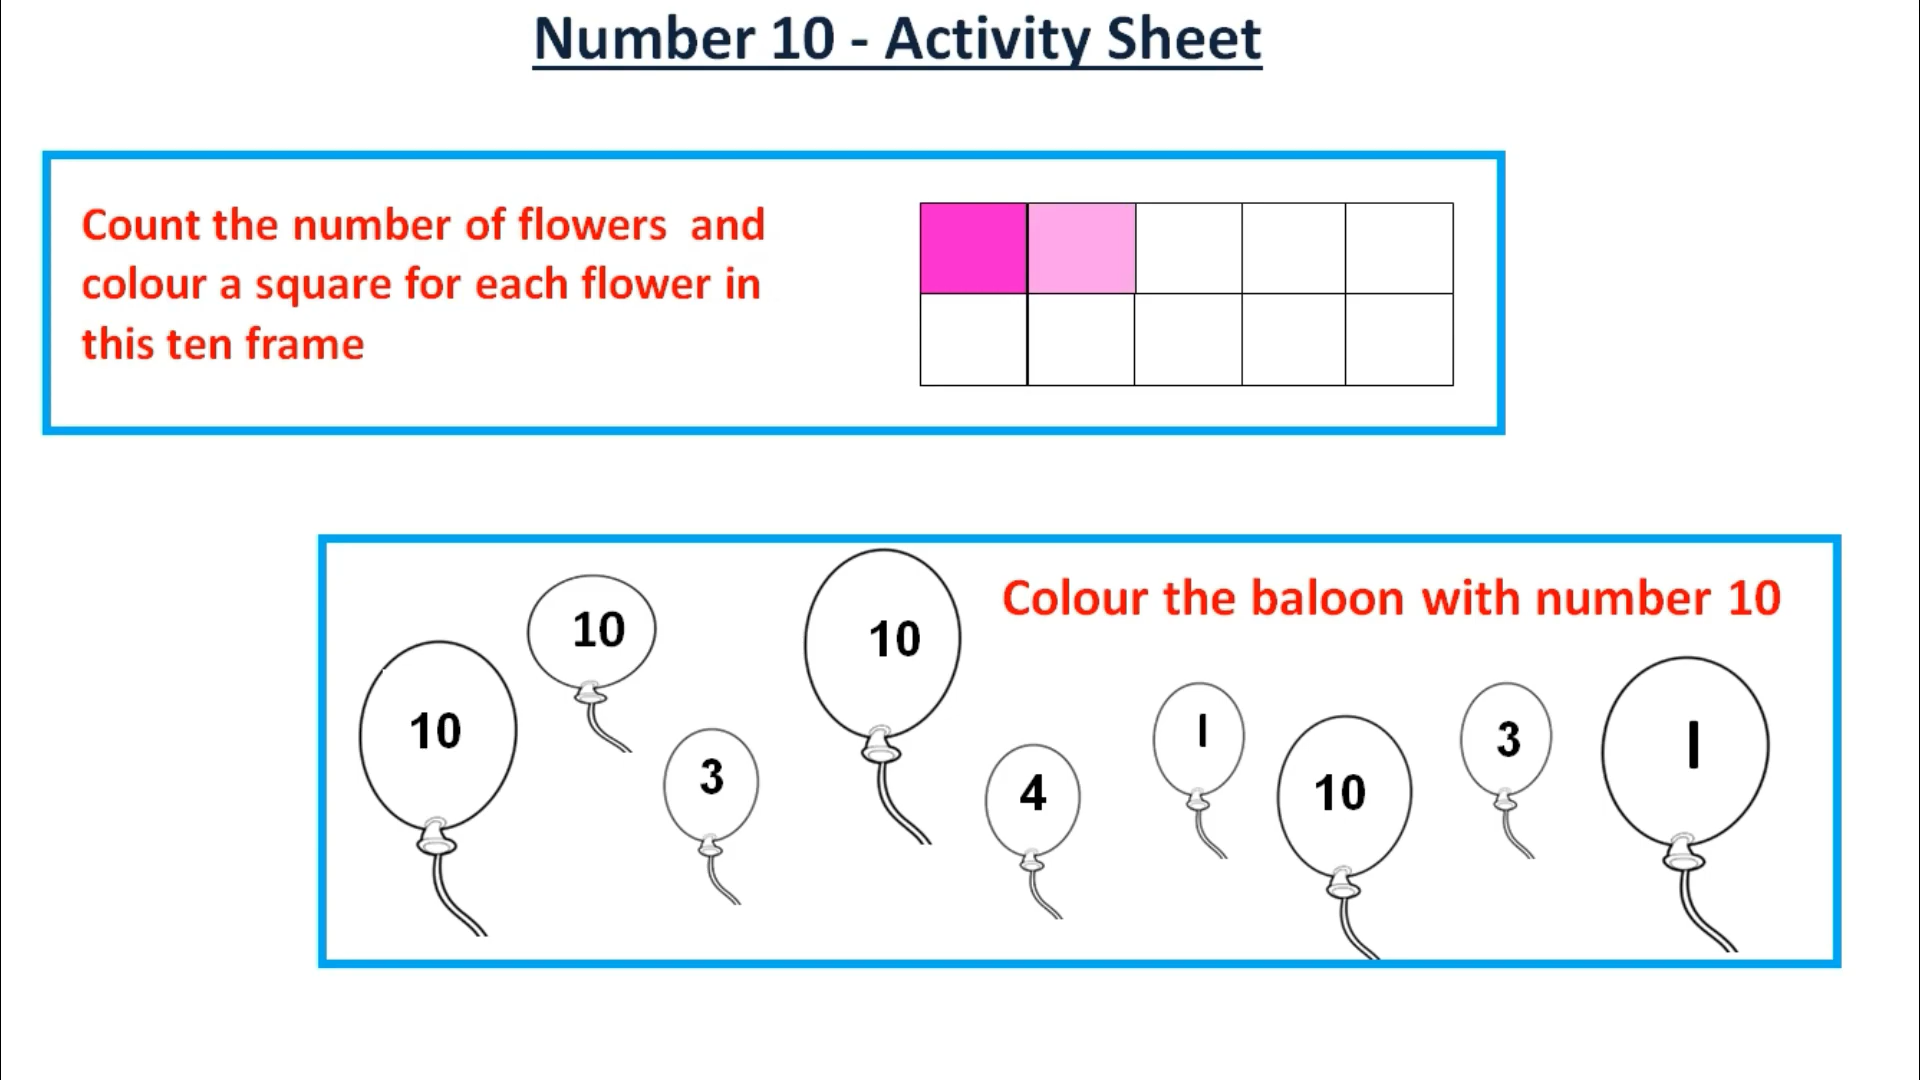 Number 10 - Activity Sheet
Count the number of flowers and
colour a square for each flower in
this ten frame
Colour the baloon with number 10
10
10
3
10
4
1
10
3
1